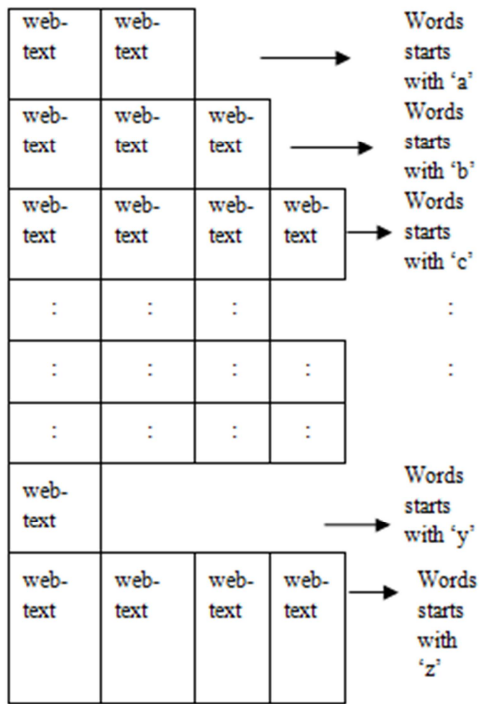 web- web- Words
text text starts
with ‘a’
web- web- web- Words
text text text starts
with ‘b’
web- web- web- web- Words
text text text text starts
with ‘c’
: : : :
: : : : :
: : : :
web- Words
text starts
with ‘y’
web- web- web- web- Words
text text text text starts
with
‘z’